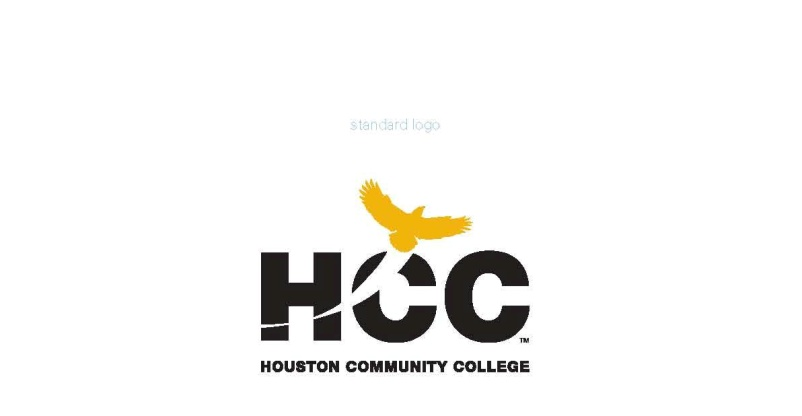 standard logo
HCC
TM
HOUSTON COMMUNITY COLLEGE